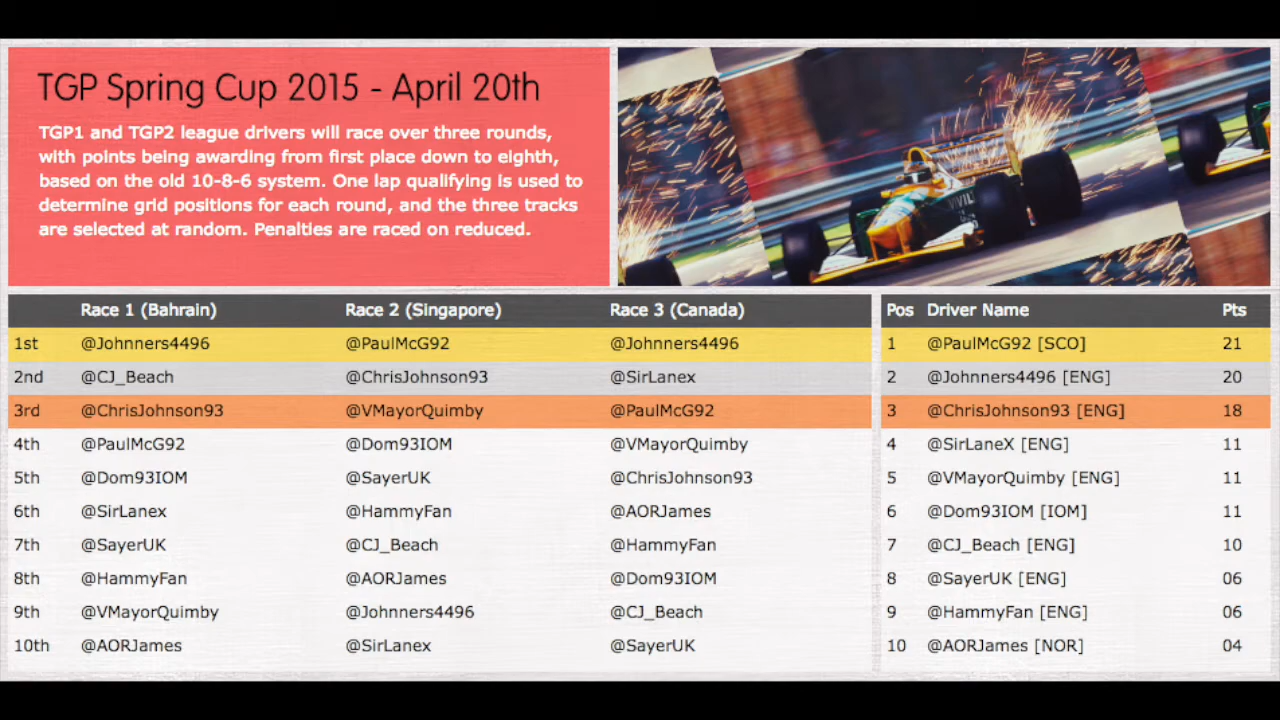 TGP Spring Cup 2015 - April 20th
TGP1 and TGP2 league drivers will race over three rounds,
with points being awarding from first place down to eighth,
based on the old 10-8-6 system. One lap qualifying is used to
determine grid positions for each round, and the three tracks
are selected at random. Penalties are raced on reduced.
Race 1 (Bahrain) Race 2 (Singapore) Race 3 (Canada)
1st @Johnners4496 @PaulMcG92 @Johnners4496
2nd @CJ_Beach @ChrisJohnson93 @SirLanex
3rd @ChrisJohnson93 @VMayorQuimby @PaulMcG92
4th @PaulMcG92 @Dom93IOM @VMayorQuimby
5th @Dom93IOM @SayerUK @ChrisJohnson93
6th @SirLanex @HammyFan @AORJames
7th @SayerUK @CJ_Beach @HammyFan
8th @HammyFan @AORJames @Dom93IOM
9th @VMayorQuimby @Johnners4496 @CJ_Beach
10th @AORJames @SirLanex @SayerUK
Pos Driver Name Pts
1 @PaulMcG92 [SCO] 21
2 @Johnners4496 [ENG] 20
3 @ChrisJohnson93 [ENG] 18
4 @SirLaneX [ENG] 11
5 @VMayorQuimby [ENG] 11
6 @Dom93IOM [IOM] 11
7 @CJ_Beach [ENG] 10
8 @SayerUK [ENG] 06
9 @HammyFan [ENG] 06
10 @AORJames [NOR] 04